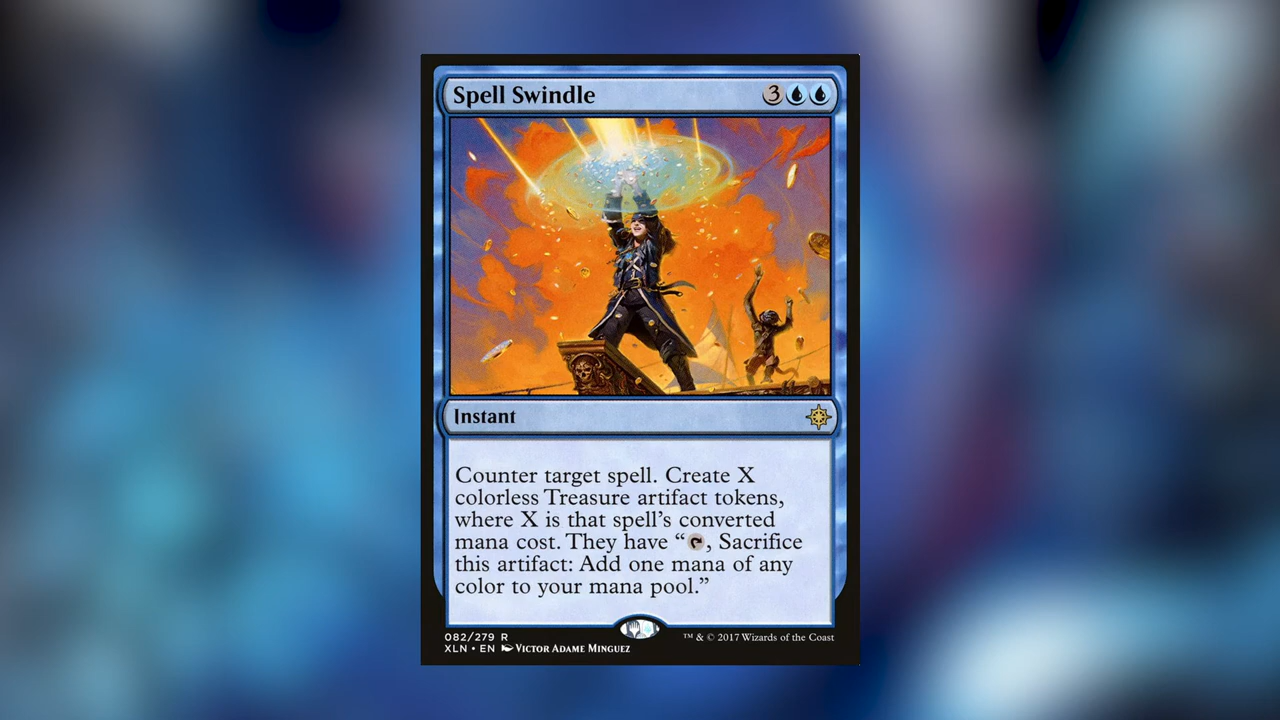 Spell Swindle 3
Instant
Counter target spell. Create X
colorless Treasure artifact tokens,
where X is that spell’s converted
mana cost. They have “, Sacrifice
this artifact: Add one mana of any
color to your mana pool.”
082/279 R
XLN • EN Victor Adame Minguez
™ & © 2017 Wizards of the Coast